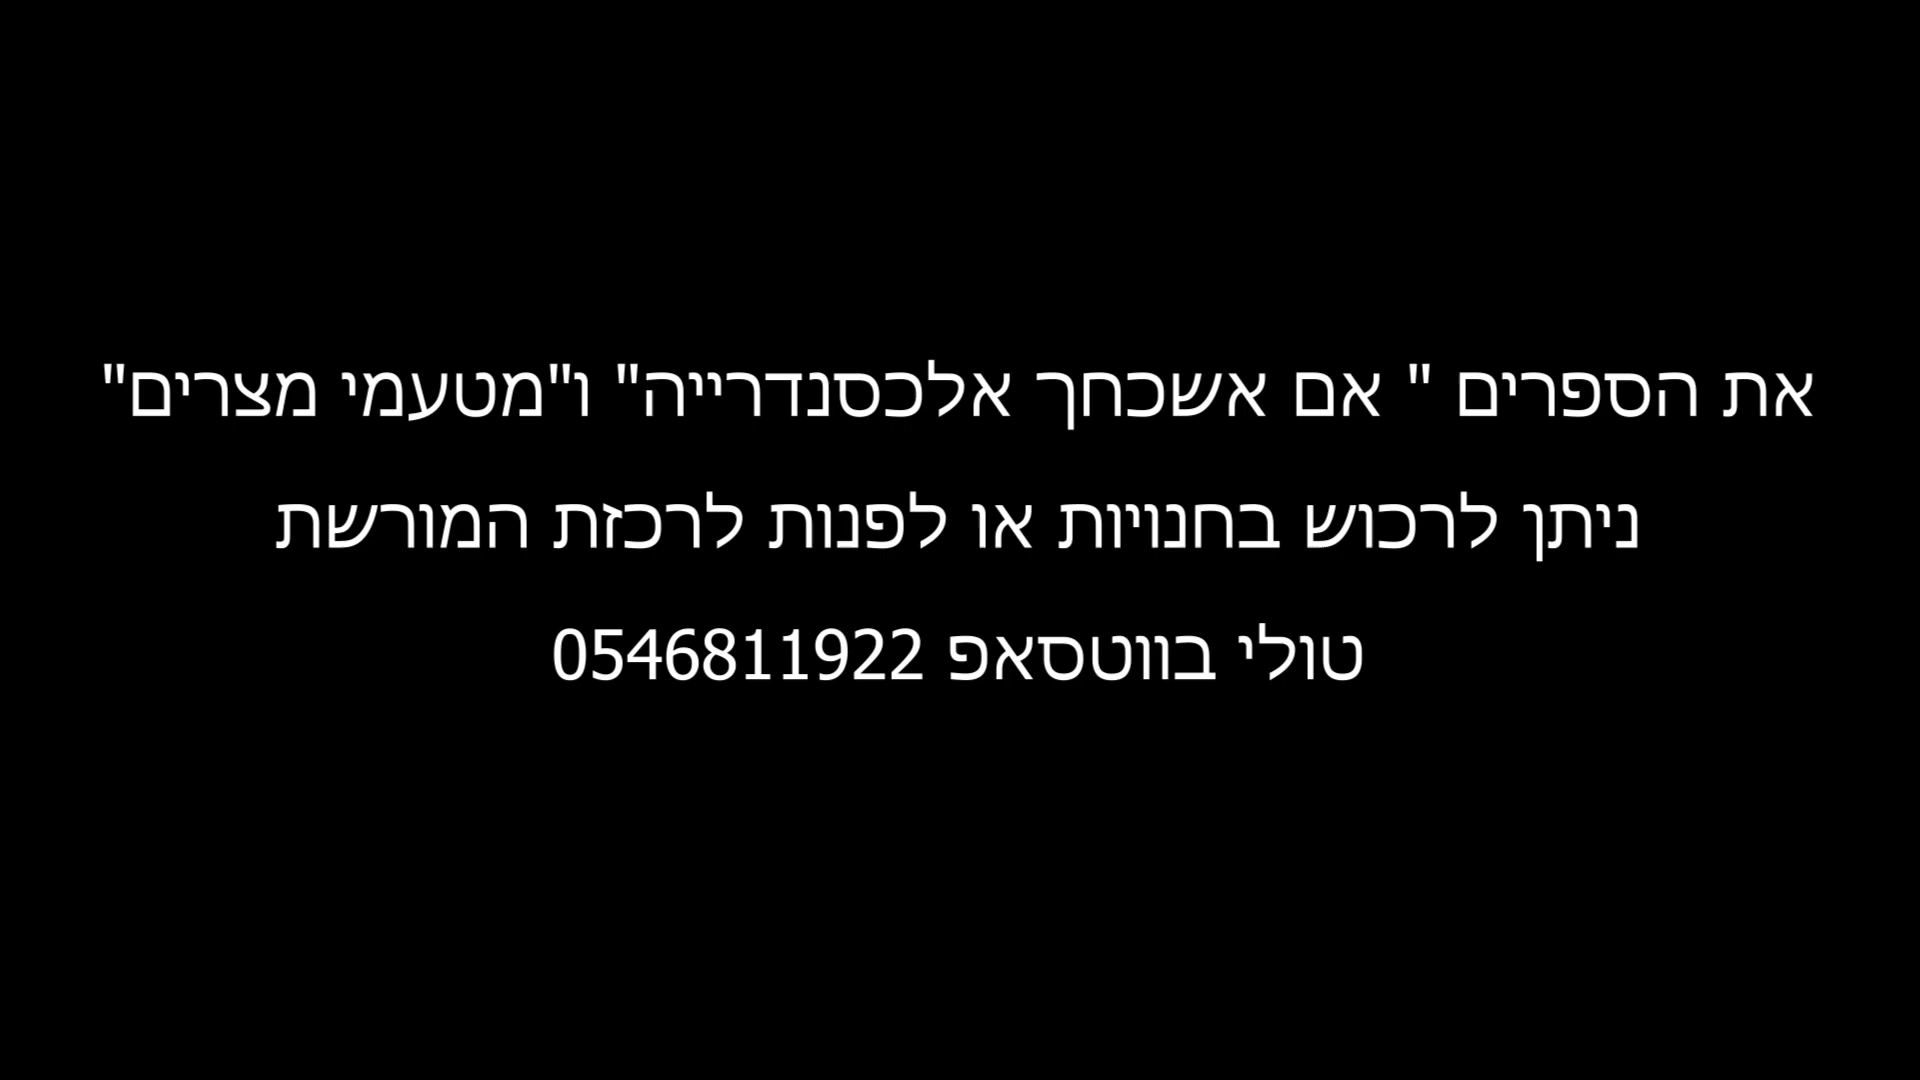 את הספרים " אם אשכחך אלכסנדרייה" ו"מטעמי מצרים"
ניתן לרכוש בחנויות או לפנות לרכזת המורשת
טולי בווטסאפ 0546811922